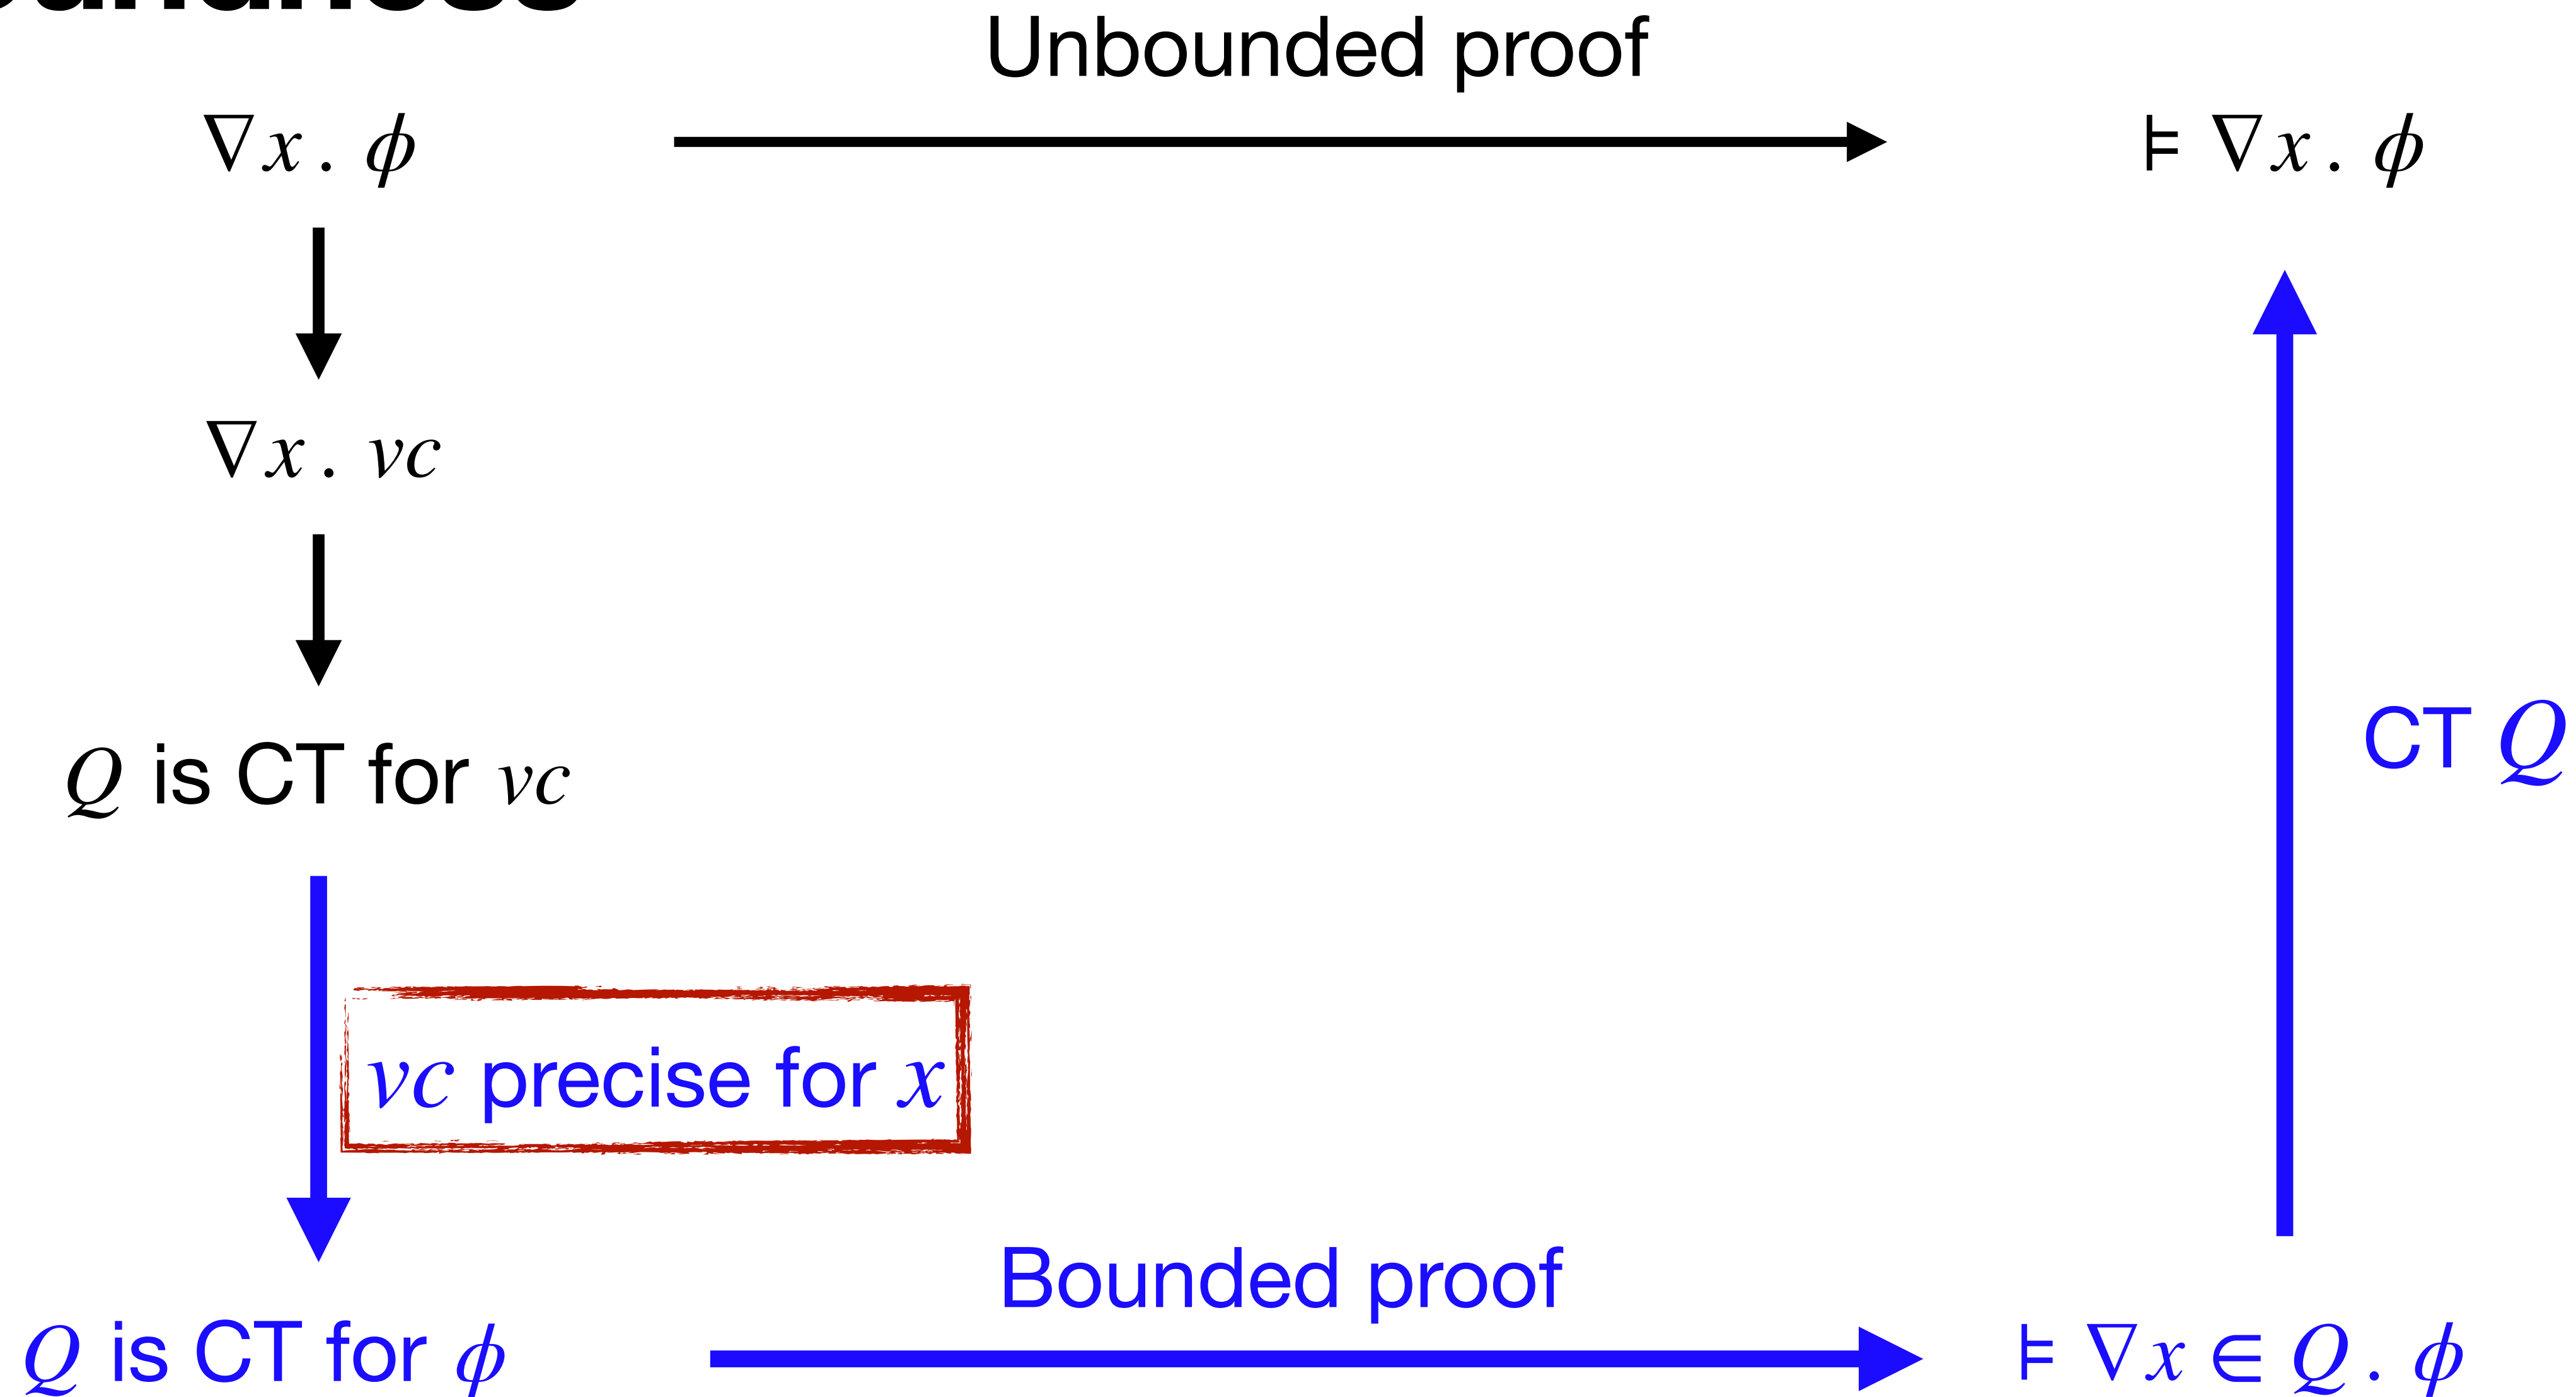 Unbounded proof
∇x . ϕ
⊨ ∇x . ϕ
∇x . vc
Q is CT for vc
CT Q
vc precise for x
Bounded proof
Q is CT for ϕ
⊨ ∇x ∈ Q . ϕ